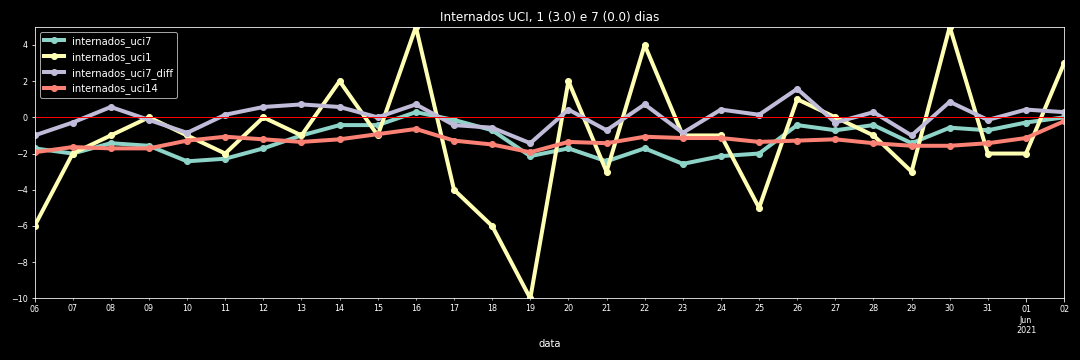 Internados UCI, 1 (3.0) e 7 (0.0) dias
internados_uci7
internados_uci1
internados_uci7_diff
internados_uci14
4
2
0
−2
−4
−6
−8
−10
06 07 08 09 10 11 12 13 14 15 16 17 18 19 20 21 22 23 24 25 26 27 28 29 30 31 01 02
Jun
2021
data